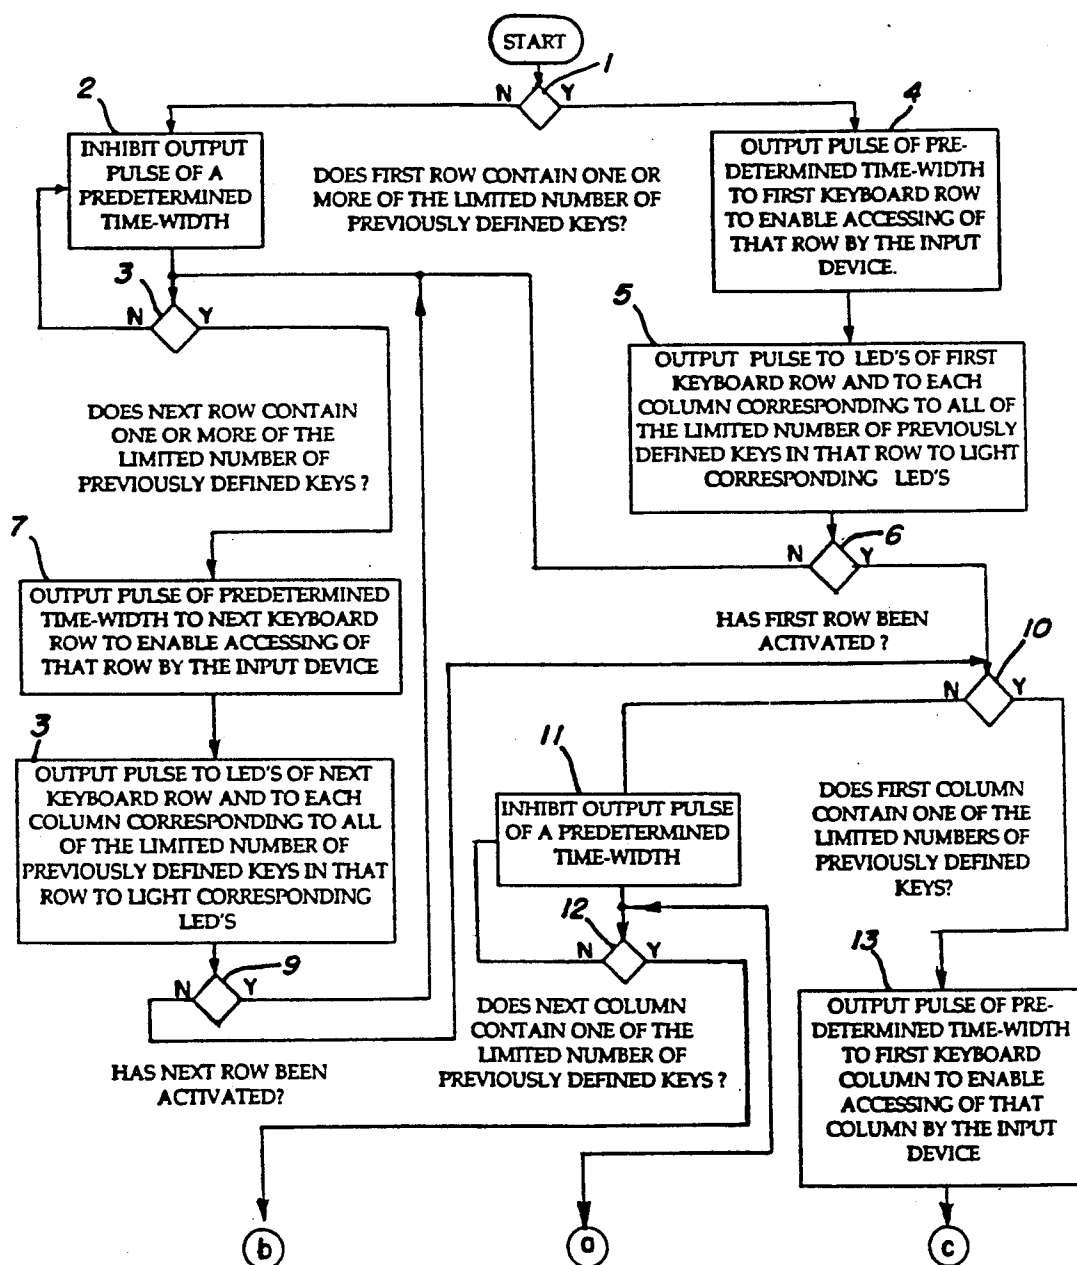 START
1
N
Y
2
INHIBIT OUTPUT
PULSE OF A
PREDETERMINED
TIME-WIDTH
DOES FIRST ROW CONTAIN ONE OR
MORE OF THE LIMITED NUMBER OF
PREVIOUSLY DEFINED KEYS?
4
OUTPUT PULSE OF PRE-
DETERMINED TIME-WIDTH
TO FIRST KEYBOARD ROW
TO ENABLE ACCESSING OF
THAT ROW BY THE INPUT
DEVICE.
3
N
Y
DOES NEXT ROW CONTAIN
ONE OR MORE OF THE
LIMITED NUMBER OF
PREVIOUSLY DEFINED KEYS ?
5
OUTPUT PULSE TO LED'S OF FIRST
KEYBOARD ROW AND TO EACH
COLUMN CORRESPONDING TO ALL OF
THE LIMITED NUMBER OF PREVIOUSLY
DEFINED KEYS IN THAT ROW TO LIGHT
CORRESPONDING LED'S
6
N
Y
HAS FIRST ROW BEEN
ACTIVATED ?
7
OUTPUT PULSE OF PREDETERMINED
TIME-WIDTH TO NEXT KEYBOARD
ROW TO ENABLE ACCESSING OF
THAT ROW BY THE INPUT DEVICE
10
N
Y
3
OUTPUT PULSE TO LED'S OF NEXT
KEYBOARD ROW AND TO EACH
COLUMN CORRESPONDING TO ALL
OF THE LIMITED NUMBER OF
PREVIOUSLY DEFINED KEYS IN THAT
ROW TO LIGHT CORRESPONDING
LED'S
11
INHIBIT OUTPUT PULSE
OF A PREDETERMINED
TIME-WIDTH
DOES FIRST COLUMN
CONTAIN ONE OF THE
LIMITED NUMBERS OF
PREVIOUSLY DEFINED
KEYS?
9
N
Y
HAS NEXT ROW BEEN
ACTIVATED?
12
N
Y
DOES NEXT COLUMN
CONTAIN ONE OF THE
LIMITED NUMBER OF
PREVIOUSLY DEFINED KEYS ?
13
OUTPUT PULSE OF PRE-
DETERMINED TIME-WIDTH
TO FIRST KEYBOARD
COLUMN TO ENABLE
ACCESSING OF THAT
COLUMN BY THE INPUT
DEVICE
b
a
c